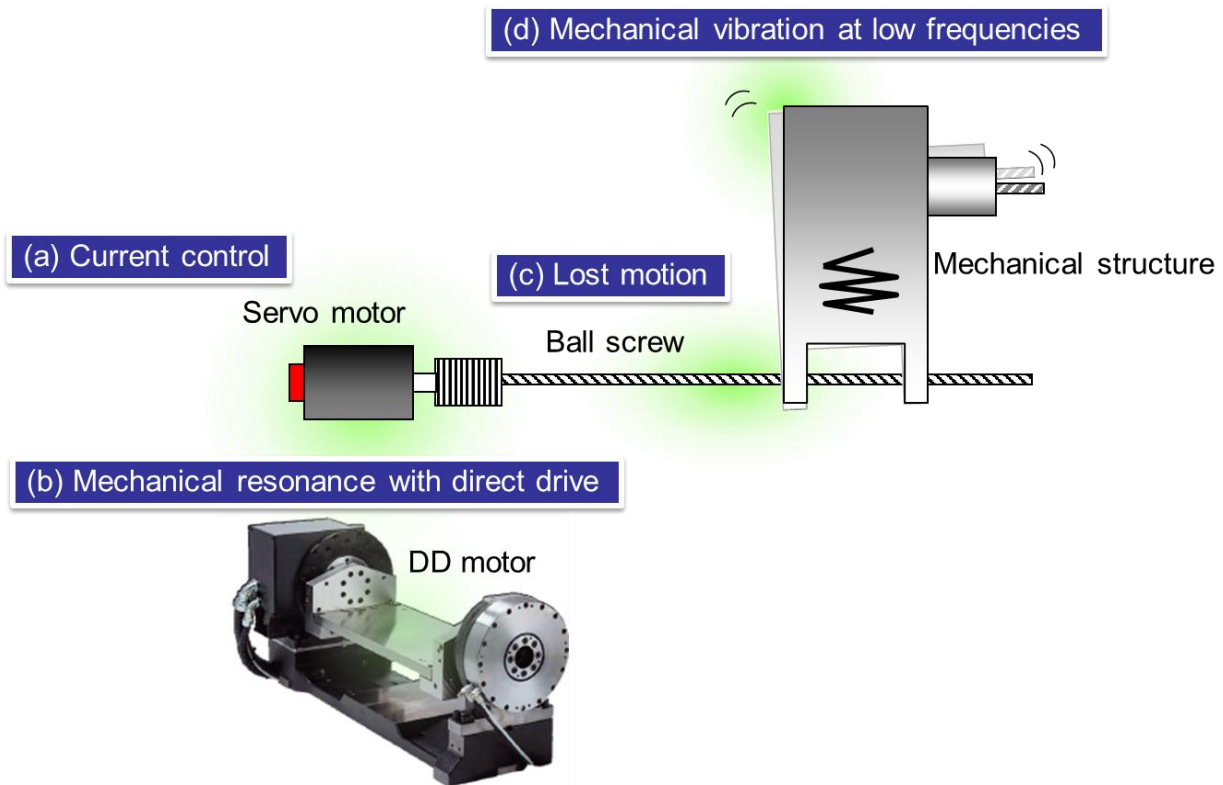 (d) Mechanical vibration at low frequencies
(a) Current control
(c) Lost motion
Mechanical structure
Servo motor
Ball screw
(b) Mechanical resonance with direct drive
DD motor